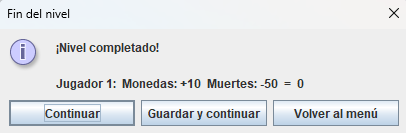 Fin del nivel
¡Nivel completado!
Jugador 1: Monedas: +10 Muertes: -50 = 0
Continuar Guardar y continuar Volver al menú